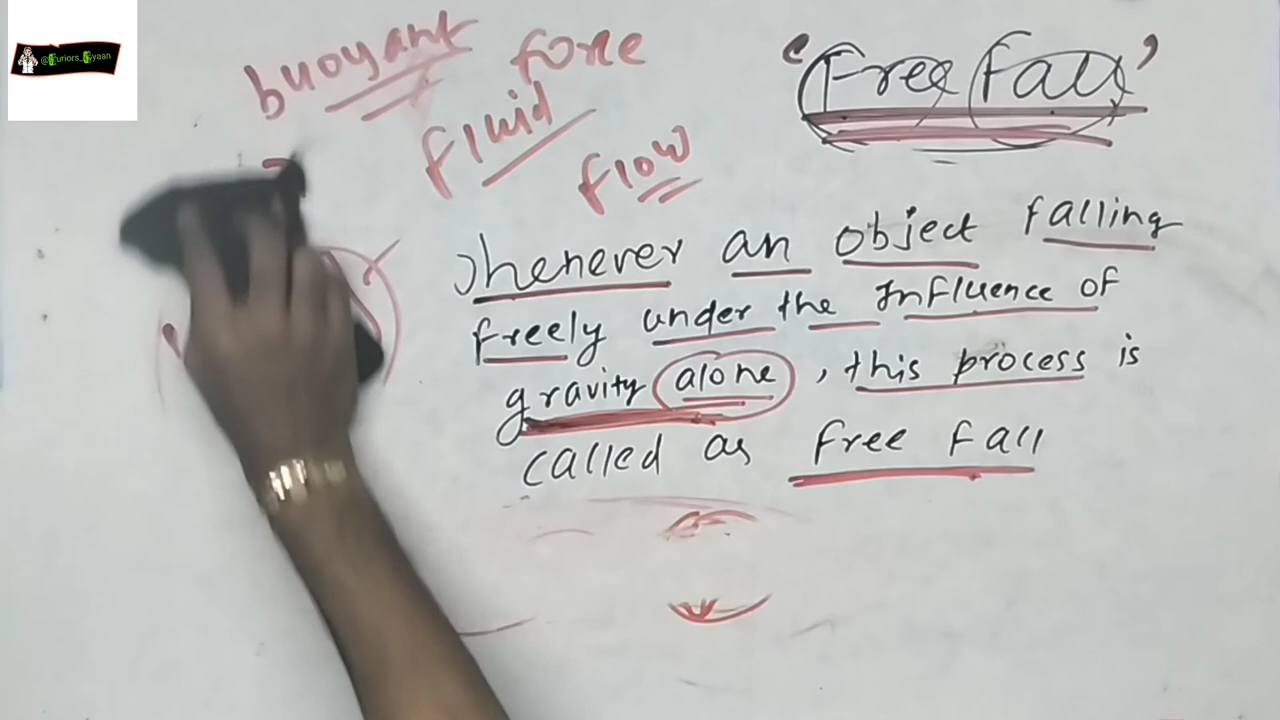 @Curiors_Gyaan
buoyant force
fluid
flow
'Free Fall'
whenever an object falling
freely under the Influence of
gravity alone, this process is
called as free fall